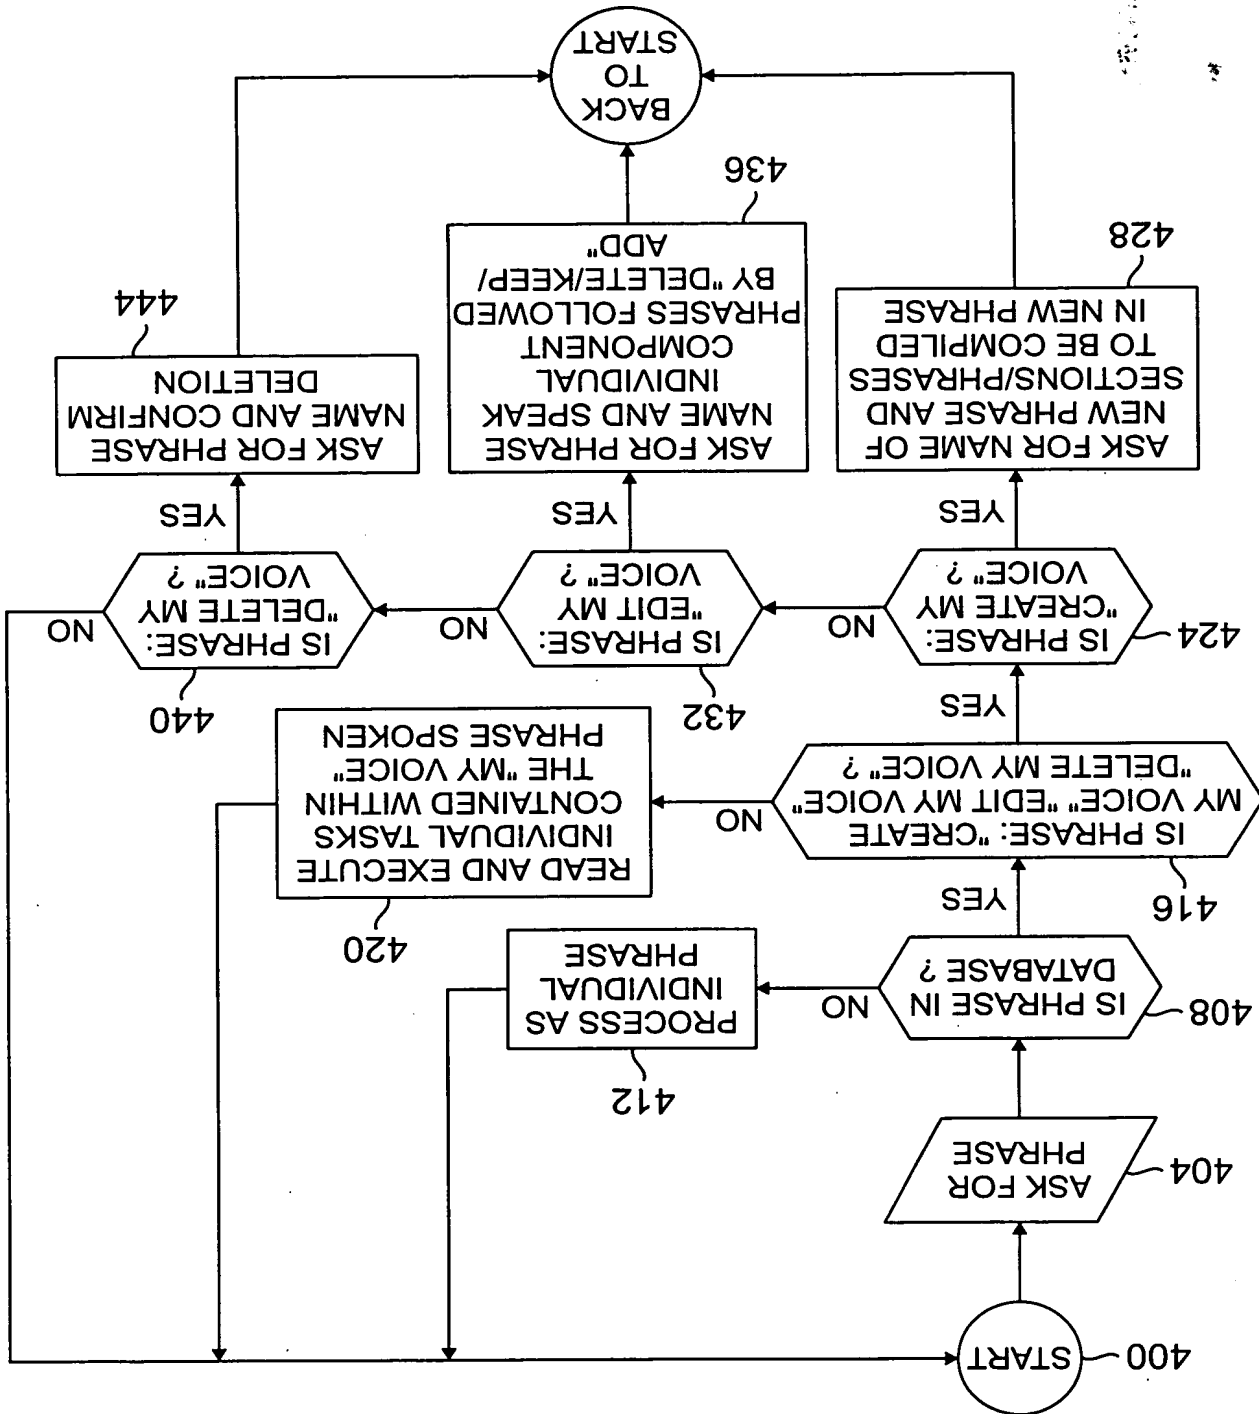 400
START
404
ASK FOR
PHRASE
408
IS PHRASE IN
DATABASE ?
NO
412
PROCESS AS
INDIVIDUAL
PHRASE
YES
416
IS PHRASE: "CREATE
MY VOICE" "EDIT MY VOICE"
"DELETE MY VOICE" ?
NO
420
READ AND EXECUTE
INDIVIDUAL TASKS
CONTAINED WITHIN
THE "MY VOICE"
PHRASE SPOKEN
YES
424
IS PHRASE:
"CREATE MY
VOICE" ?
NO
432
IS PHRASE:
"EDIT MY
VOICE" ?
NO
440
IS PHRASE:
"DELETE MY
VOICE" ?
NO
YES
YES
YES
ASK FOR NAME OF
NEW PHRASE AND
SECTIONS/PHRASES
TO BE COMPILED
IN NEW PHRASE
428
ASK FOR PHRASE
NAME AND SPEAK
INDIVIDUAL
COMPONENT
PHRASES FOLLOWED
BY "DELETE/KEEP/
ADD"
436
ASK FOR PHRASE
NAME AND CONFIRM
DELETION
444
BACK
TO
START